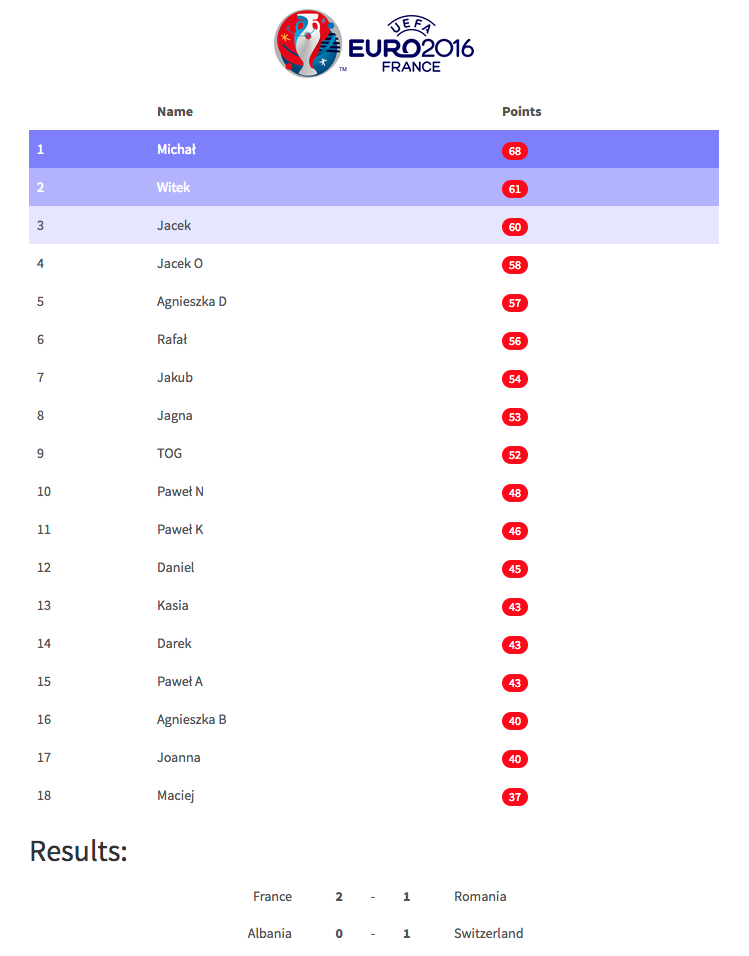 UEFA
EURO2016
FRANCE
TM
Name Points
1 Michał 68
2 Witek 61
3 Jacek 60
4 Jacek O 58
5 Agnieszka D 57
6 Rafał 56
7 Jakub 54
8 Jagna 53
9 TOG 52
10 Paweł N 48
11 Paweł K 46
12 Daniel 45
13 Kasia 43
14 Darek 43
15 Paweł A 43
16 Agnieszka B 40
17 Joanna 40
18 Maciej 37
Results:
France 2 - 1 Romania
Albania 0 - 1 Switzerland